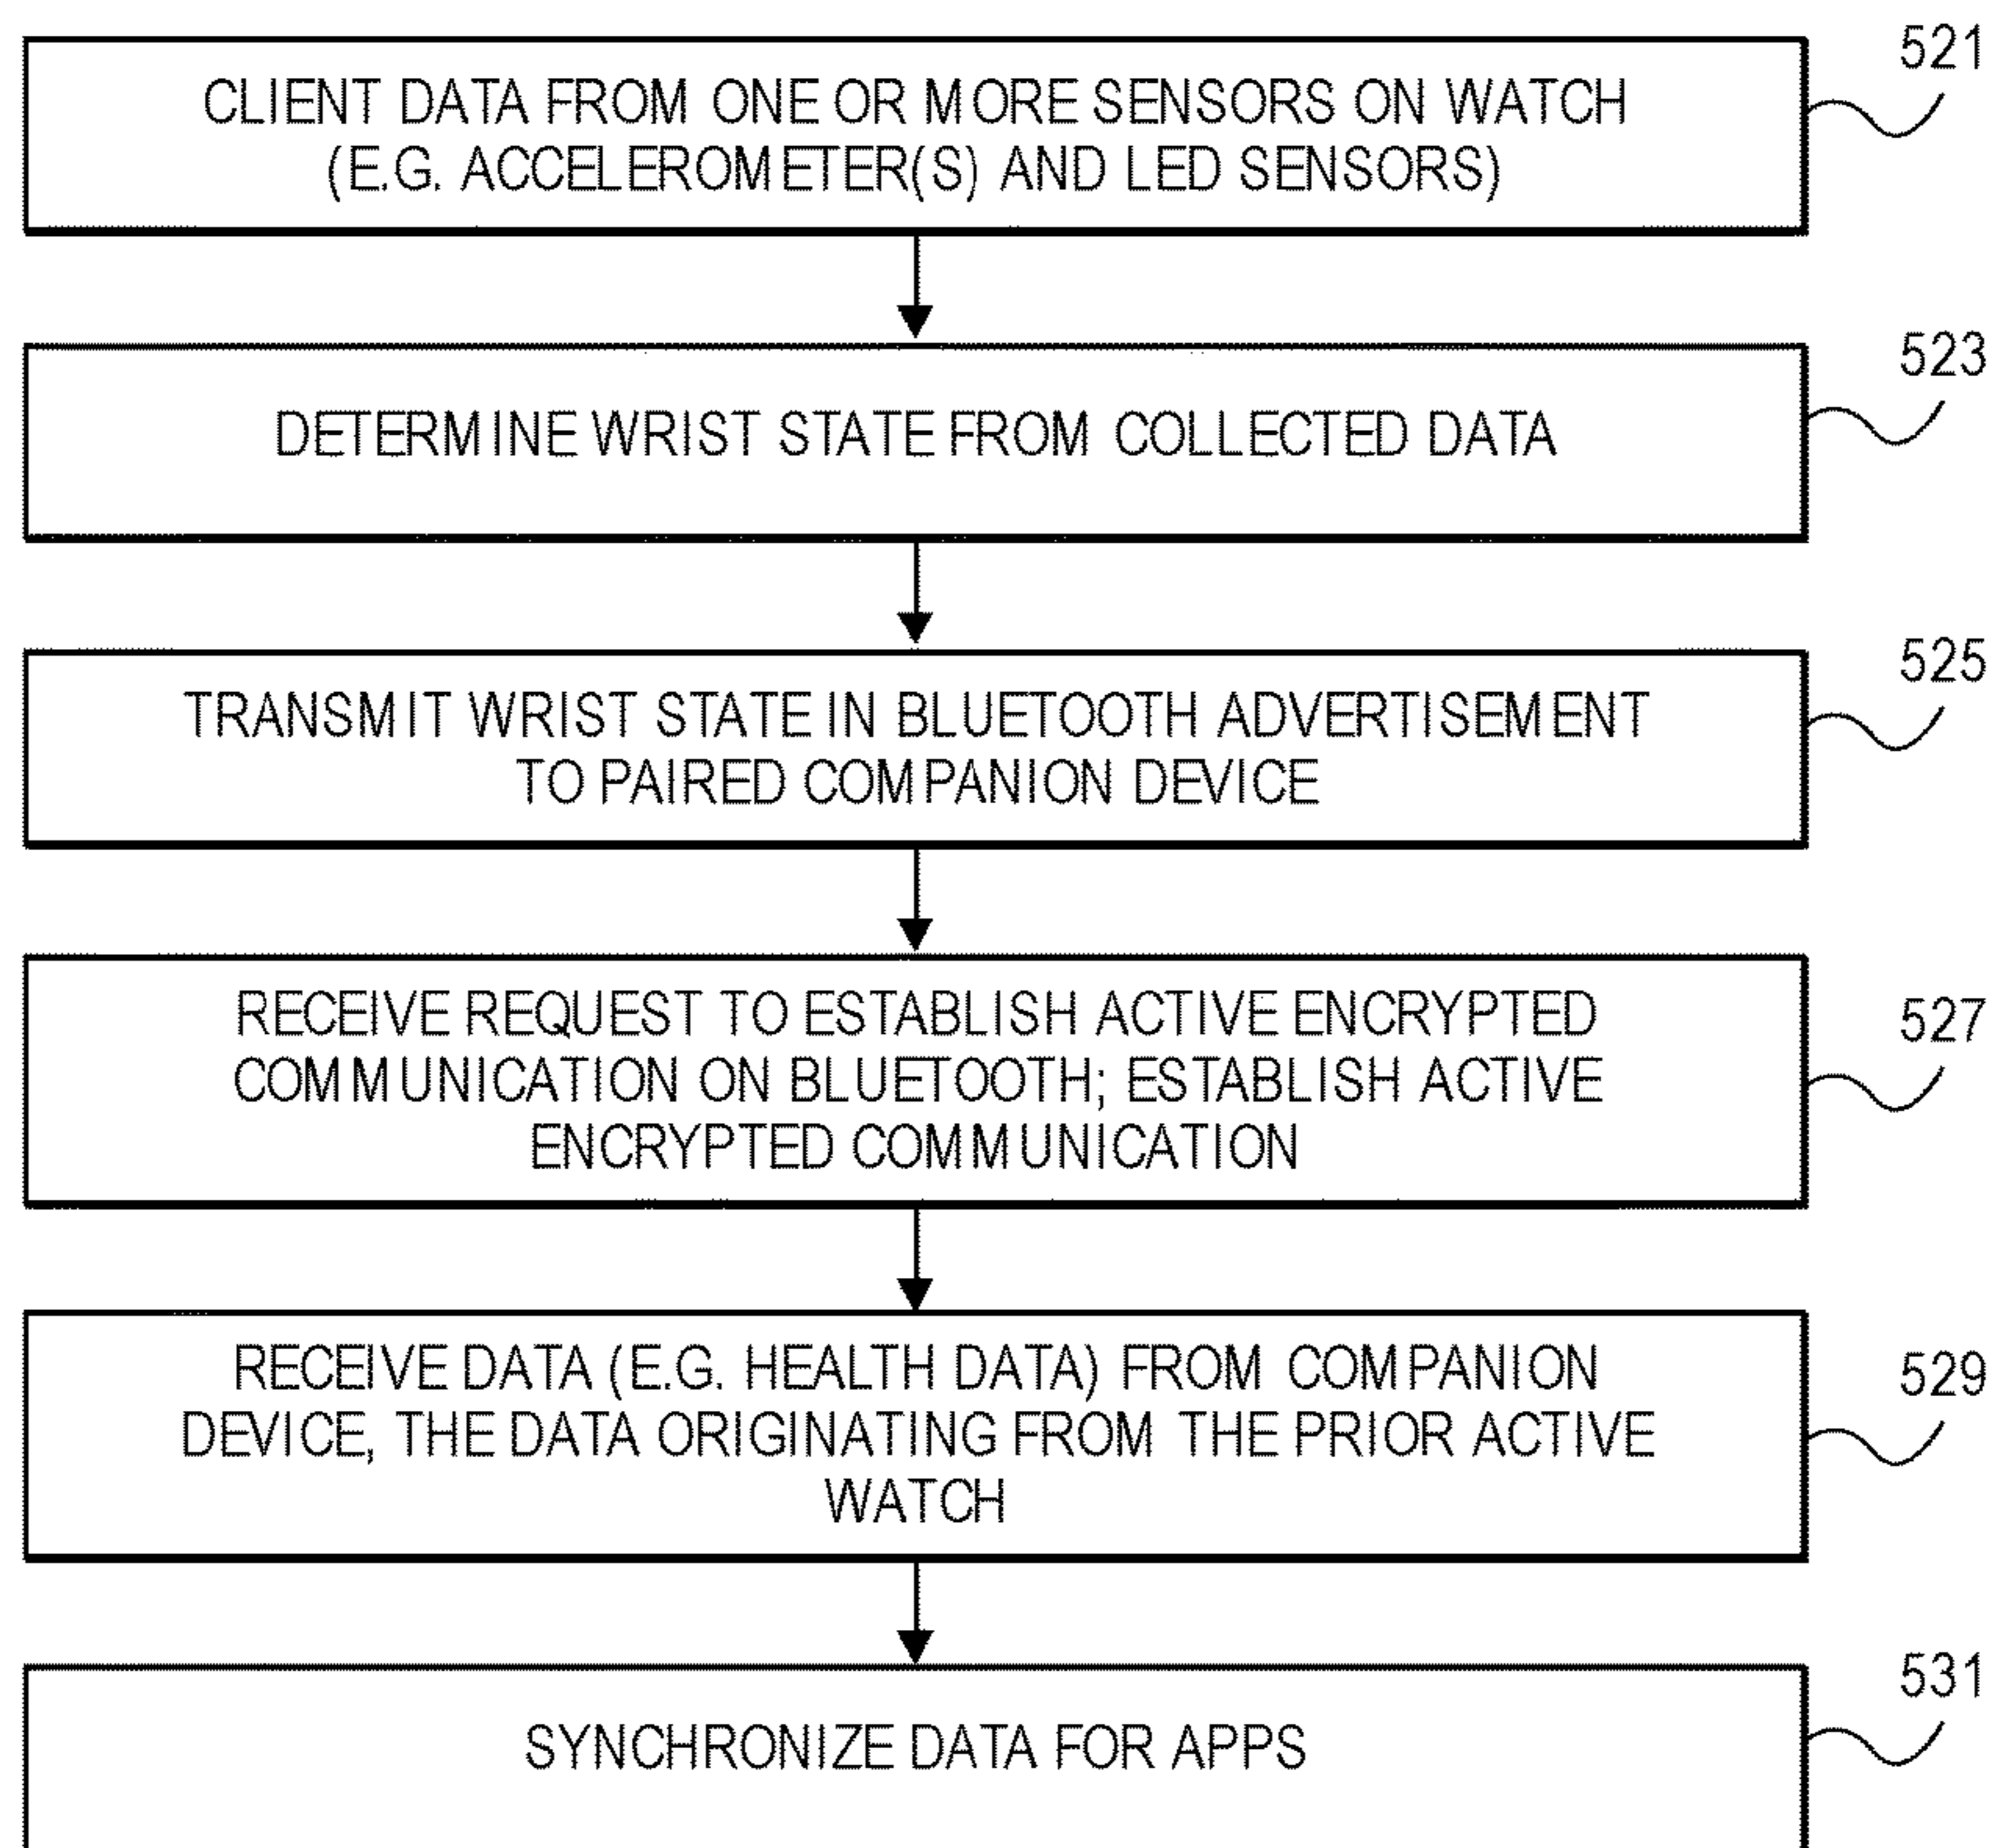 CLIENT DATA FROM ONE OR MORE SENSORS ON WATCH
(E.G. ACCELEROMETER(S) AND LED SENSORS)
521
DETERMINE WRIST STATE FROM COLLECTED DATA
523
TRANSMIT WRIST STATE IN BLUETOOTH ADVERTISEMENT
TO PAIRED COMPANION DEVICE
525
RECEIVE REQUEST TO ESTABLISH ACTIVE ENCRYPTED
COMMUNICATION ON BLUETOOTH; ESTABLISH ACTIVE
ENCRYPTED COMMUNICATION
527
RECEIVE DATA (E.G. HEALTH DATA) FROM COMPANION
DEVICE, THE DATA ORIGINATING FROM THE PRIOR ACTIVE
WATCH
529
SYNCHRONIZE DATA FOR APPS
531